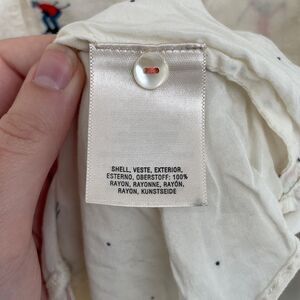 SHELL, VESTE, EXTERIOR,
ESTERNO, OBERSTOFF: 100%
RAYON, RAYONNE, RAYÓN,
RAYON, KUNSTSEIDE